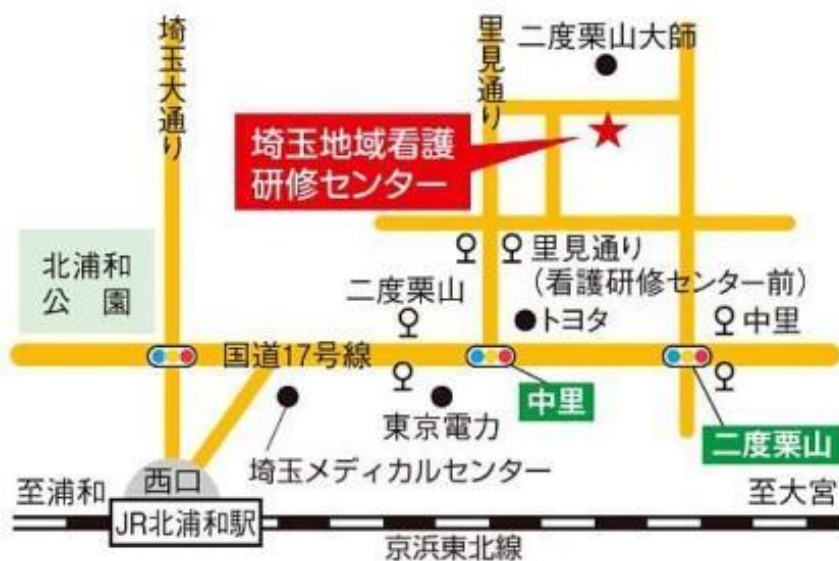 埼玉大通り
里見通り
二度栗山大師
埼玉地域看護
研修センター
北浦和
公 園
二度栗山
里見通り
(看護研修センター前)
トヨタ
中里
国道17号線
中里
東京電力
二度栗山
埼玉メディカルセンター
至浦和
西口
至大宮
JR北浦和駅
京浜東北線